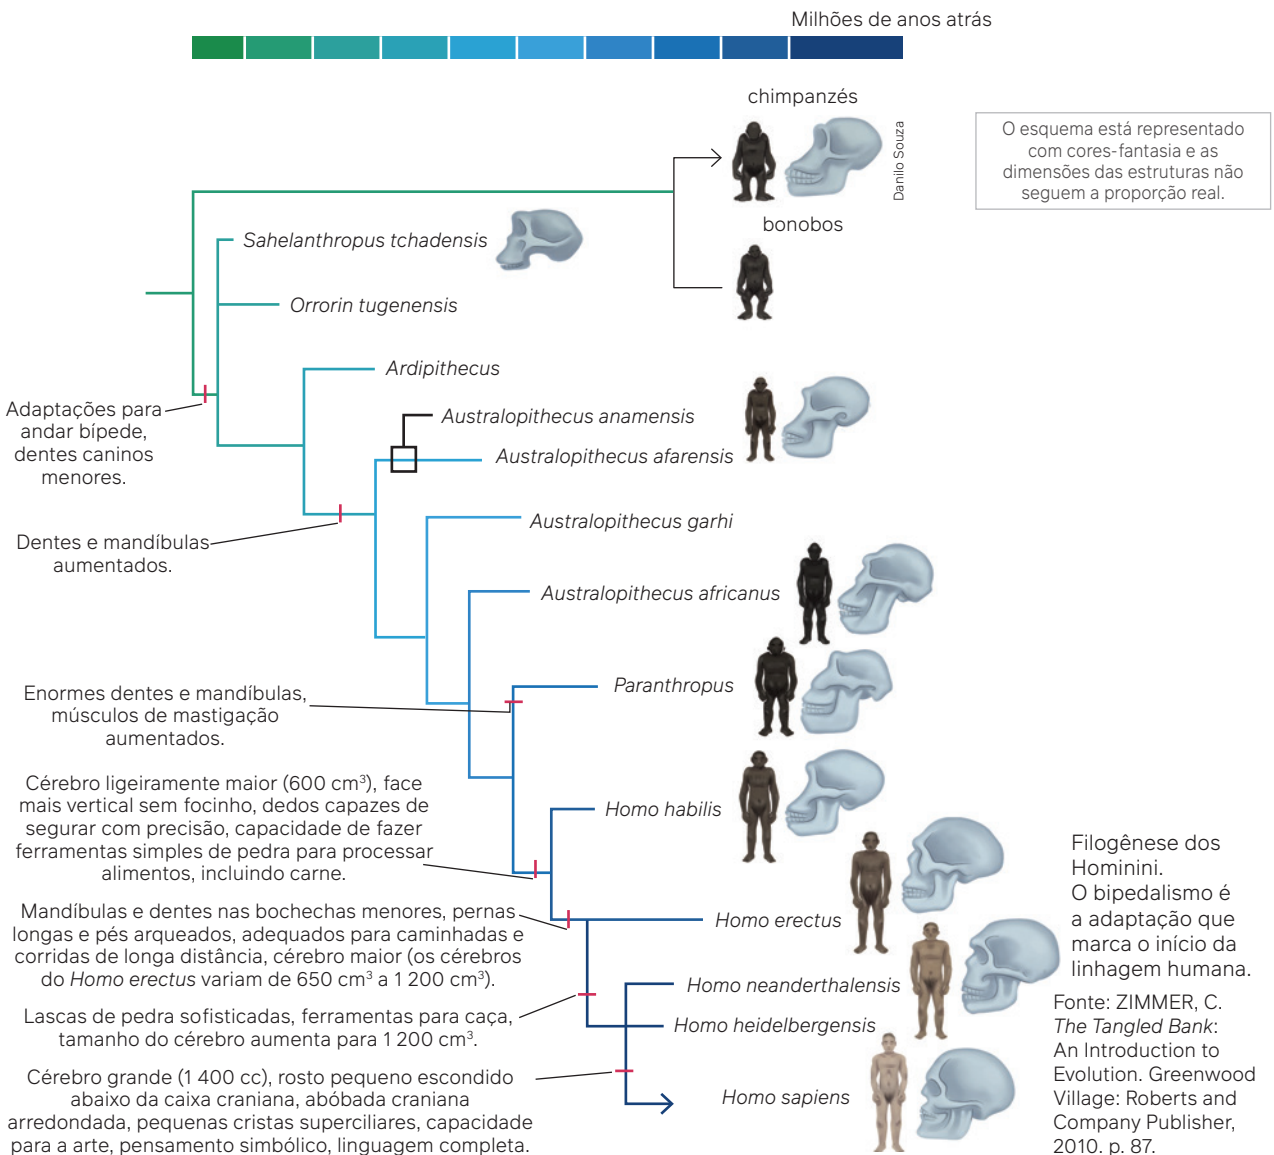 Milhões de anos atrás
chimpanzés
Danilo Souza
O esquema está representado
com cores-fantasia e as
dimensões das estruturas não
seguem a proporção real.
bonobos
Sahelanthropus tchadensis
Orrorin tugenensis
Ardipithecus
Adaptações para
andar bípede,
dentes caninos
menores.
Australopithecus anamensis
Australopithecus afarensis
Australopithecus garhi
Dentes e mandíbulas
aumentados.
Australopithecus africanus
Paranthropus
Enormes dentes e mandíbulas,
músculos de mastigação
aumentados.
Cérebro ligeiramente maior (600 cm³), face
mais vertical sem focinho, dedos capazes de
segurar com precisão, capacidade de fazer
ferramentas simples de pedra para processar
alimentos, incluindo carne.
Homo habilis
Mandíbulas e dentes nas bochechas menores, pernas
longas e pés arqueados, adequados para caminhadas e
corridas de longa distância, cérebro maior (os cérebros
do Homo erectus variam de 650 cm³ a 1 200 cm³).
Homo erectus
Homo neanderthalensis
Lascas de pedra sofisticadas, ferramentas para caça,
tamanho do cérebro aumenta para 1 200 cm³.
Homo heidelbergensis
Cérebro grande (1 400 cc), rosto pequeno escondido
abaixo da caixa craniana, abóbada craniana
arredondada, pequenas cristas superciliares, capacidade
para a arte, pensamento simbólico, linguagem completa.
Homo sapiens
Filogênese dos
Hominini.
O bipedalismo é
a adaptação que
marca o início da
linhagem humana.
Fonte: ZIMMER, C.
The Tangled Bank:
An Introduction to
Evolution. Greenwood
Village: Roberts and
Company Publisher,
2010. p. 87.